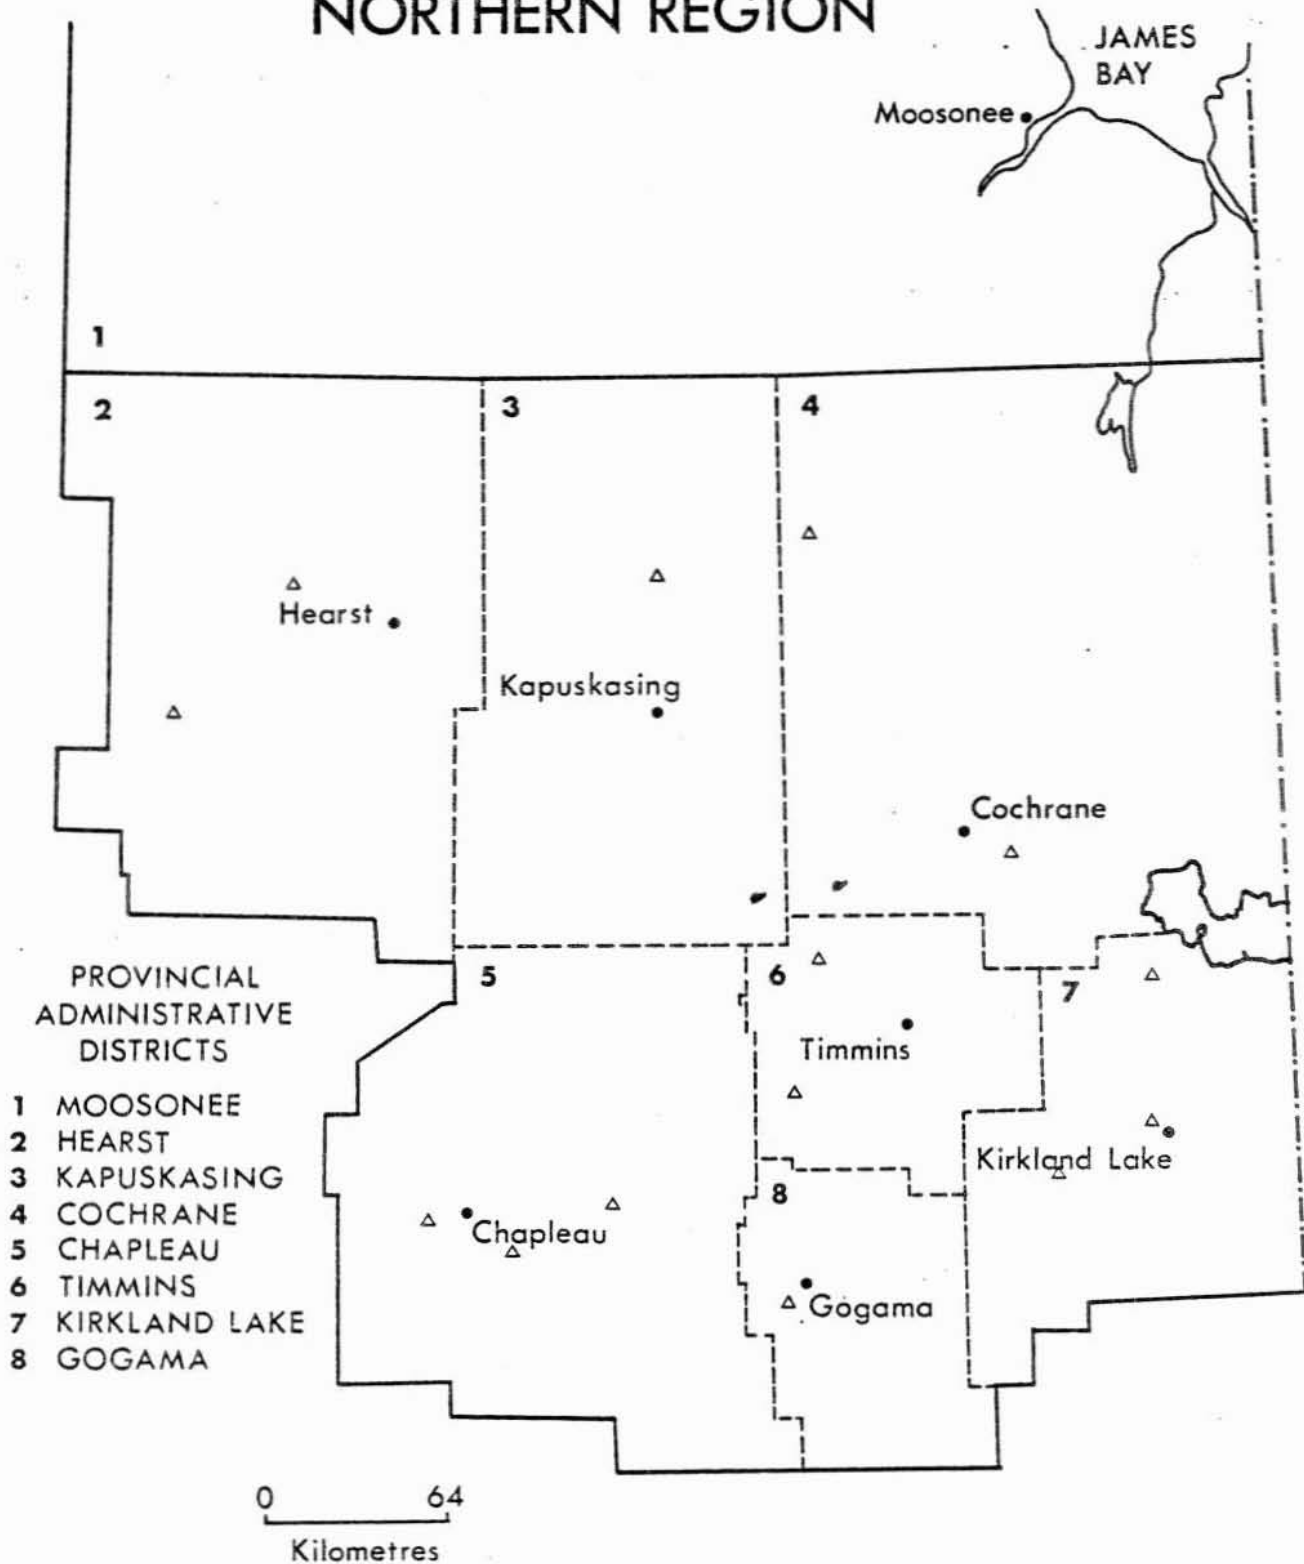 NORTHERN REGION
JAMES
BAY
Moosonee
1
2
3
4
Hearst
Kapuskasing
Cochrane
5
6
7
Timmins
Kirkland Lake
8
Chapleau
Gogama
PROVINCIAL
ADMINISTRATIVE
DISTRICTS
1 MOOSONEE
2 HEARST
3 KAPUSKASING
4 COCHRANE
5 CHAPLEAU
6 TIMMINS
7 KIRKLAND LAKE
8 GOGAMA
0 64
Kilometres